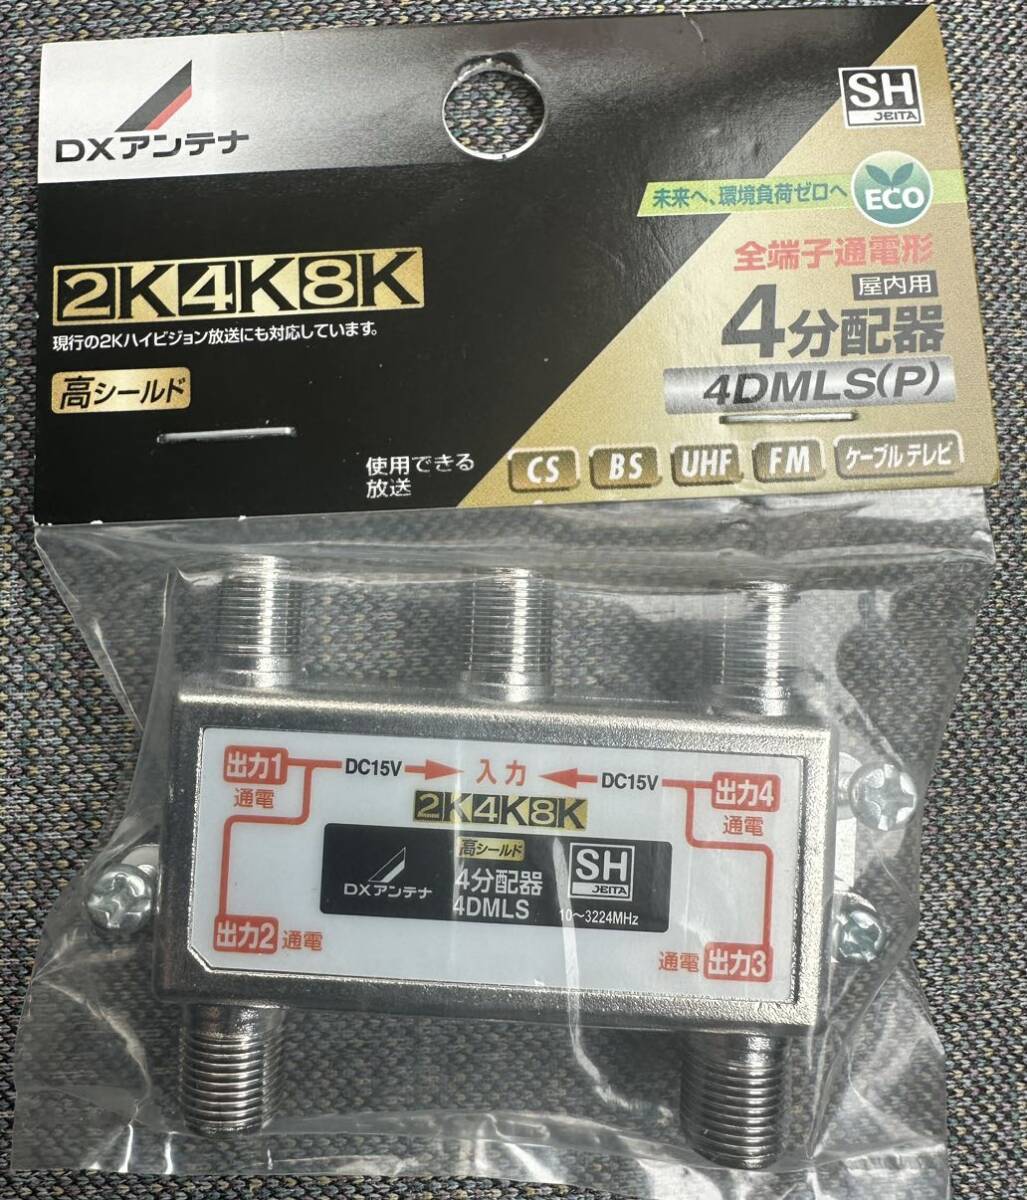 DXアンテナ
SH
JEITA
未来へ、環境負荷ゼロへ
ECO
全端子通電形
屋内用
4分配器
4DMLS(P)
2K4K8K
現行の2Kハイビジョン放送にも対応しています。
高シールド
使用できる
放送
CS BS UHF FM ケーブルテレビ
出力1 DC15V 入力 DC15V 出力4
通電 通電
2K4K8K
高シールド
SH
JEITA
DXアンテナ
4分配器
4DMLS 10～3224MHz
出力2 通電
通電 出力3